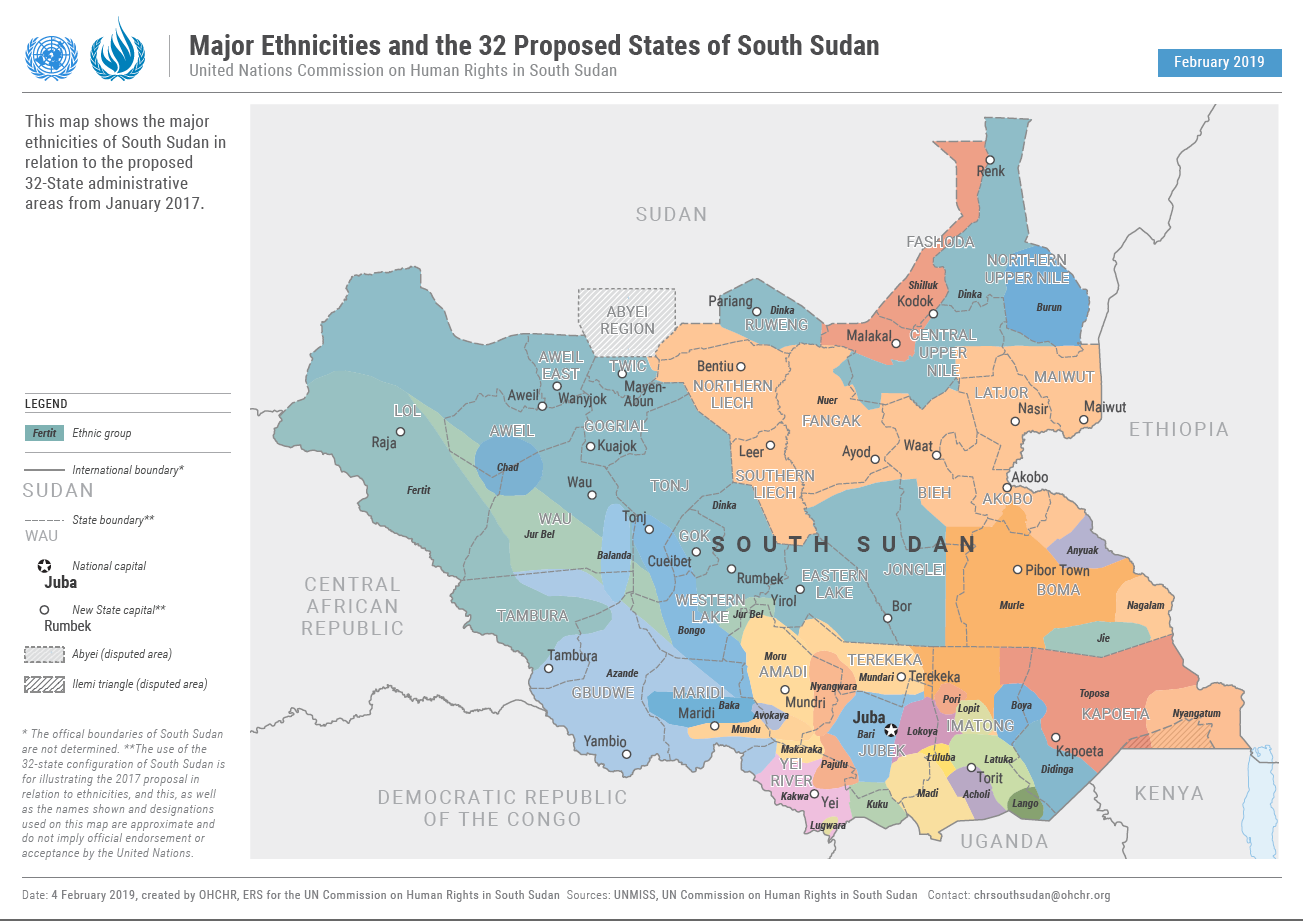 Major Ethnicities and the 32 Proposed States of South Sudan
United Nations Commission on Human Rights in South Sudan
February 2019
This map shows the major
ethnicities of South Sudan in
relation to the proposed
32-State administrative
areas from January 2017.
LEGEND
Fertit Ethnic group
International boundary*
SUDAN
State boundary**
WAU
National capital
Juba
New State capital**
Rumbek
Abyei (disputed area)
Ilemi triangle (disputed area)
* The offical boundaries of South Sudan
are not determined. **The use of the
32-state configuration of South Sudan is
for illustrating the 2017 proposal in
relation to ethnicities, and this, as well
as the names shown and designations
used on this map are approximate and
do not imply official endorsement or
acceptance by the United Nations.
SUDAN
Renk
FASHODA
NORTHERN
UPPER NILE
Shilluk
Dinka
Burun
Kodok
Pariang
Dinka
RUWENG
ABYEI
REGION
Malakal
CENTRAL
UPPER
NILE
AWEIL
EAST
TWIC
Mayen-
Abun
Aweil
Wanyjok
Bentiu
NORTHERN
LIECH
Nuer
FANGAK
LATJOR
MAIWUT
Nasir
Maiwut
ETHIOPIA
LOL
Raja
AWEIL
GOGRIAL
Kuajok
Chad
Leer
Ayod
Waat
SOUTHERN
LIECH
BIEH
Akobo
AKOBO
Fertit
Wau
TONJ
Dinka
WAU
Jur Bel
Tonj
GOK
SOUTH SUDAN
Balanda
Cueibet
Rumbek
EASTERN
LAKE
JONGLEI
Anyuak
Pibor Town
BOMA
Murle
Nagalam
Jie
CENTRAL
AFRICAN
REPUBLIC
TAMBURA
WESTERN
LAKE
Jur Bel
Yirol
Bor
Bongo
Tambura
Azande
GBUDWE
Moru
AMADI
TEREKEKA
Mundari
Terekeka
Nyangwara
Mundri
MARIDI
Maridi
Baka
Avokaya
Mundu
Yambio
Juba
Bari
JUBEK
Lokoya
Pori
Lopit
IMATONG
Boya
Toposa
KAPOETA
Nyangatum
Kapoeta
Makaraka
YEI
RIVER
Pajulu
Luluba
Latuka
Torit
Didinga
Kakwa
Yei
Kuku
Madi
Acholi
Lango
Lugwara
DEMOCRATIC REPUBLIC
OF THE CONGO
UGANDA
KENYA
Date: 4 February 2019, created by OHCHR, ERS for the UN Commission on Human Rights in South Sudan Sources: UNMISS, UN Commission on Human Rights in South Sudan Contact: chrsouthsudan@ohchr.org